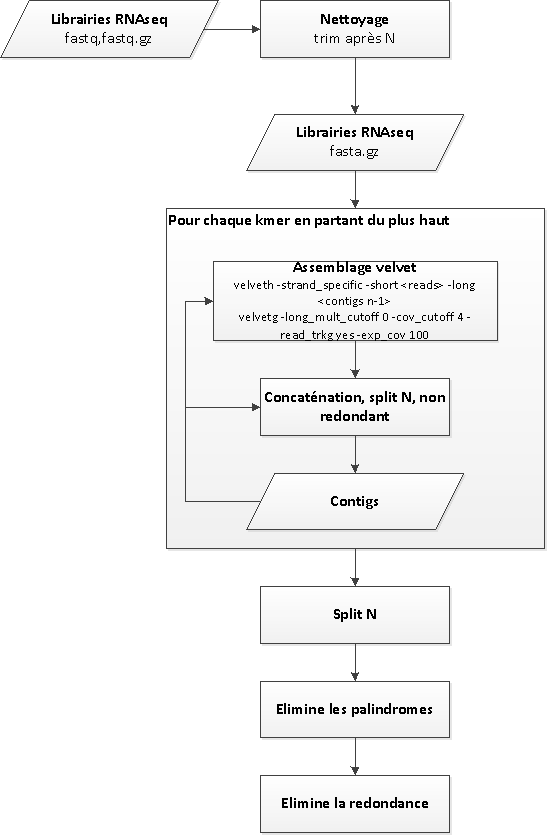 Librairies RNAseq
fastq,fastq.gz
Nettoyage
trim après N
Librairies RNAseq
fasta.gz
Pour chaque kmer en partant du plus haut
Assemblage velvet
velveth -strand_specific -short <reads> -long
<contigs n-1>
velvetg -long_mult_cutoff 0 -cov_cutoff 4 -
read_trkg yes -exp_cov 100
Concaténation, split N, non
redondant
Contigs
Split N
Elimine les palindromes
Elimine la redondance